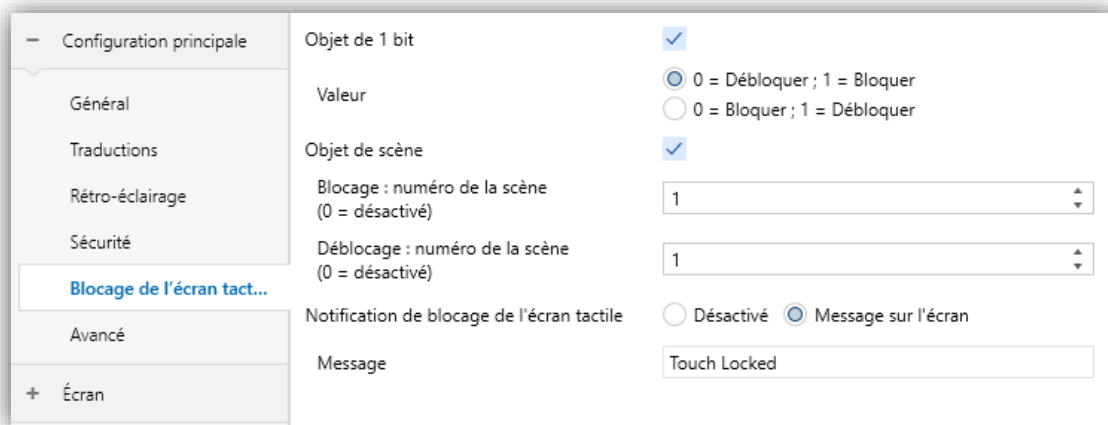 Configuration principale
Général
Traductions
Rétro-éclairage
Sécurité
Blocage de l'écran tact...
Avancé
Écran
Objet de 1 bit
Valeur
0 = Débloquer ; 1 = Bloquer
0 = Bloquer ; 1 = Débloquer
Objet de scène
Blocage : numéro de la scène
(0 = désactivé)
1
Déblocage : numéro de la scène
(0 = désactivé)
1
Notification de blocage de l'écran tactile
Désactivé
Message sur l'écran
Message
Touch Locked